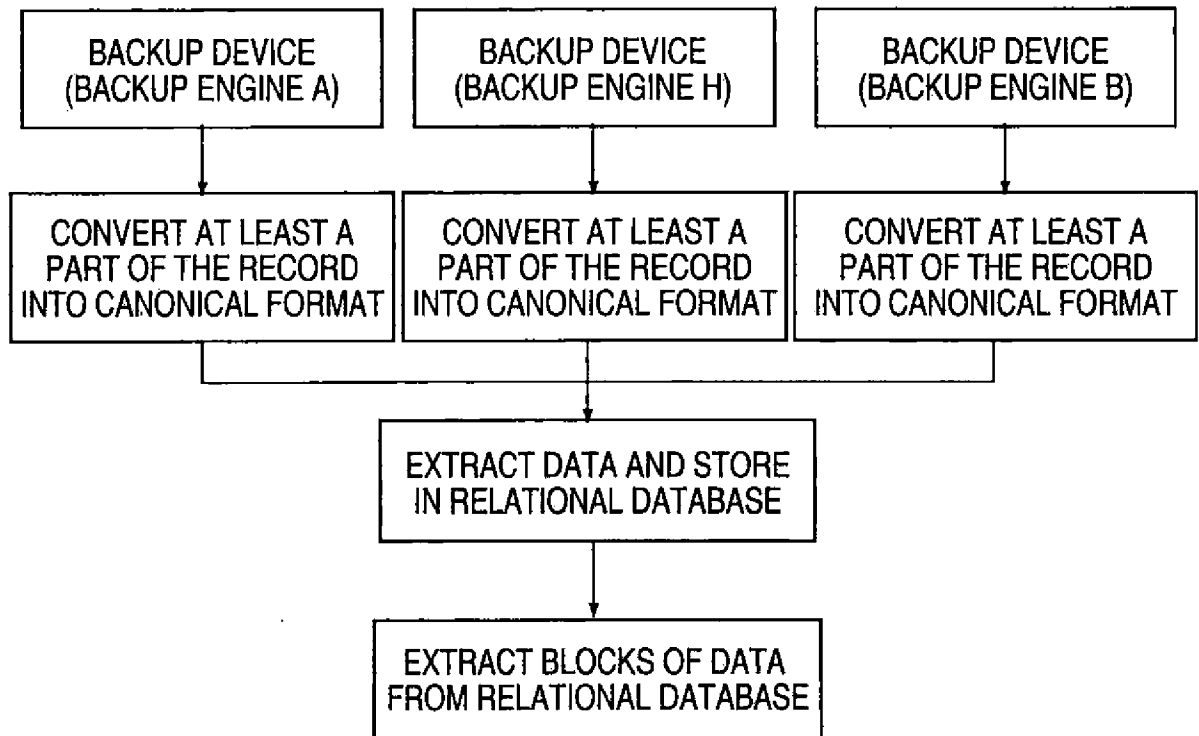 BACKUP DEVICE
(BACKUP ENGINE A)
BACKUP DEVICE
(BACKUP ENGINE H)
BACKUP DEVICE
(BACKUP ENGINE B)
CONVERT AT LEAST A
PART OF THE RECORD
INTO CANONICAL FORMAT
CONVERT AT LEAST A
PART OF THE RECORD
INTO CANONICAL FORMAT
CONVERT AT LEAST A
PART OF THE RECORD
INTO CANONICAL FORMAT
EXTRACT DATA AND STORE
IN RELATIONAL DATABASE
EXTRACT BLOCKS OF DATA
FROM RELATIONAL DATABASE